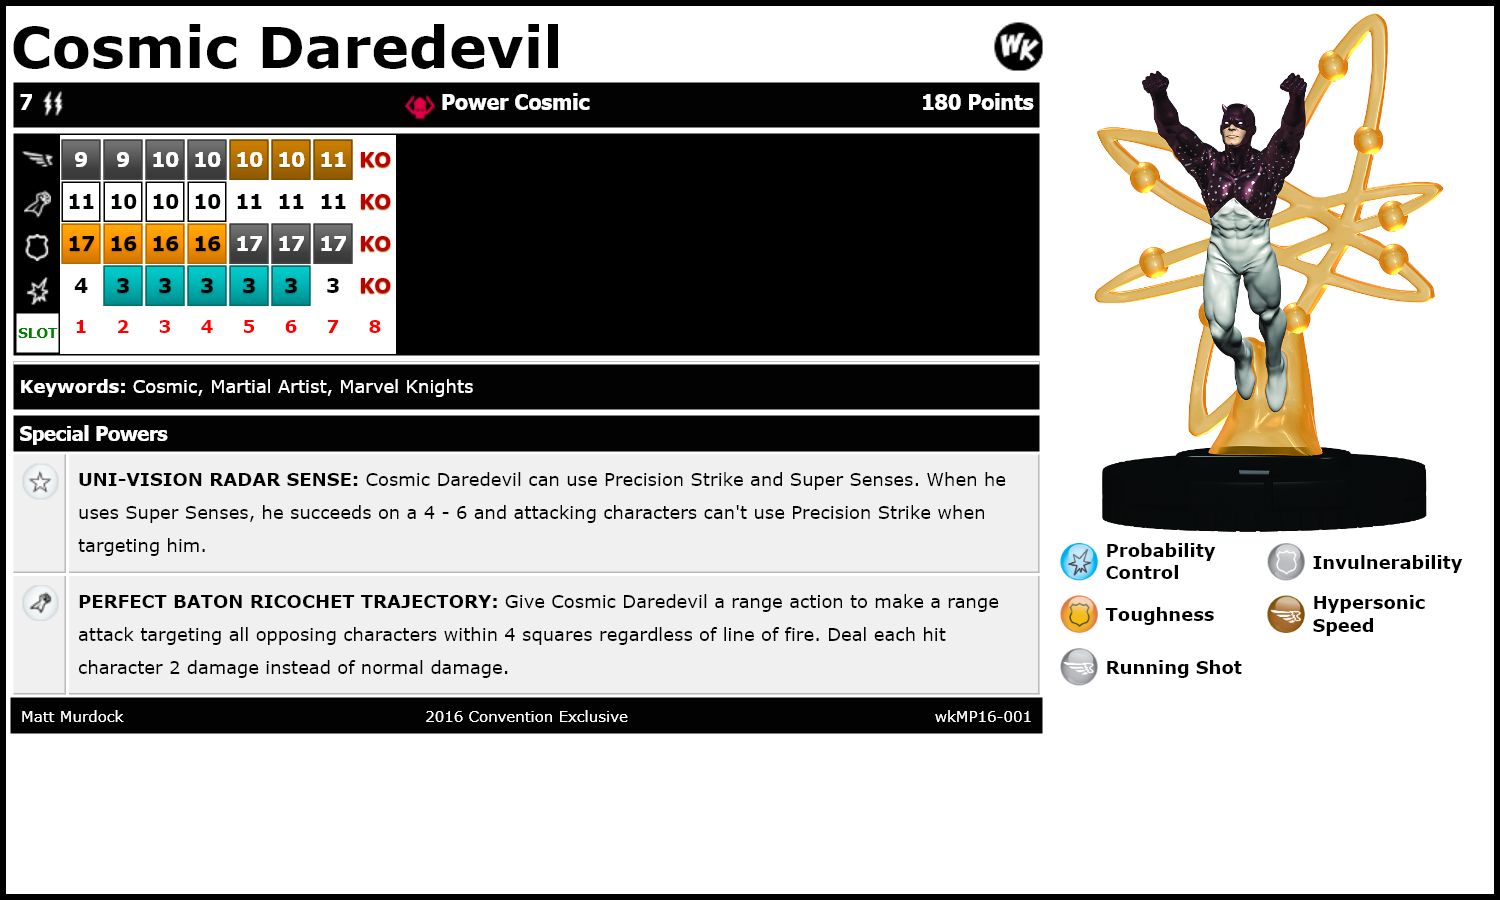 Cosmic Daredevil
WK
7 Power Cosmic 180 Points
9 9 10 10 10 10 11 KO
11 10 10 10 11 11 11 KO
17 16 16 16 17 17 17 KO
4 3 3 3 3 3 3 KO
SLOT 1 2 3 4 5 6 7 8
Keywords: Cosmic, Martial Artist, Marvel Knights
Special Powers
UNI-VISION RADAR SENSE: Cosmic Daredevil can use Precision Strike and Super Senses. When he
uses Super Senses, he succeeds on a 4 - 6 and attacking characters can't use Precision Strike when
targeting him.
PERFECT BATON RICOCHET TRAJECTORY: Give Cosmic Daredevil a range action to make a range
attack targeting all opposing characters within 4 squares regardless of line of fire. Deal each hit
character 2 damage instead of normal damage.
Matt Murdock 2016 Convention Exclusive wkMP16-001
Probability
Control
Invulnerability
Toughness
Hypersonic
Speed
Running Shot